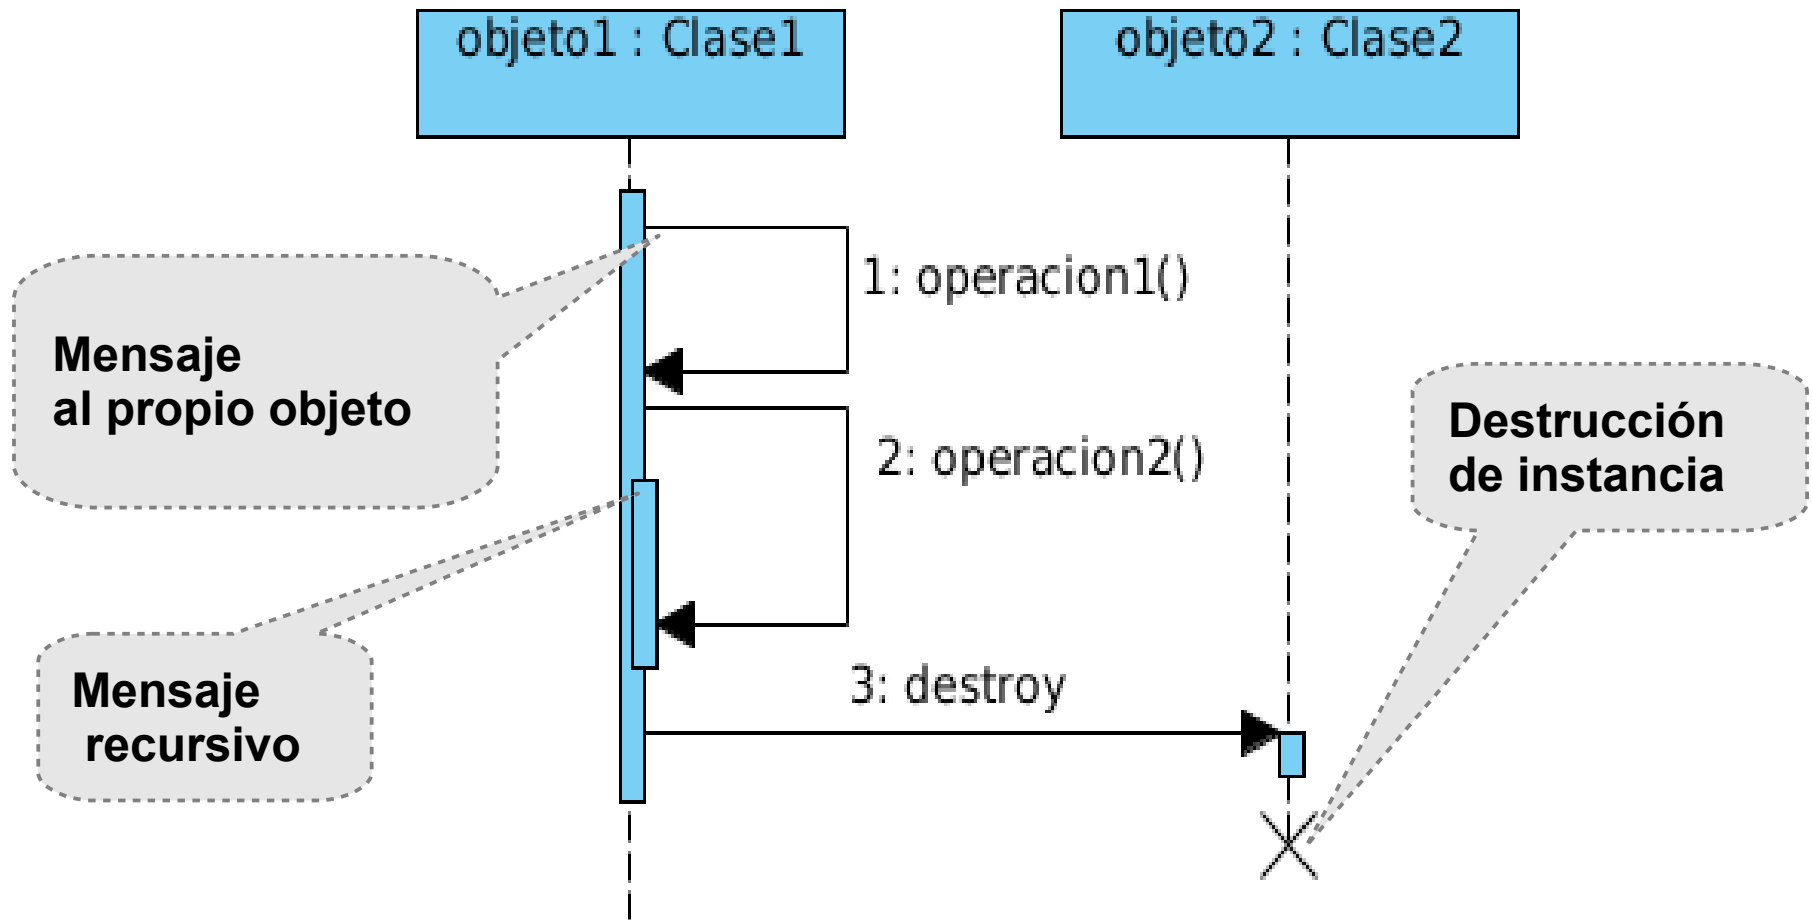 objeto1 : Clase1
objeto2 : Clase2
1: operacion1()
Mensaje
al propio objeto
2: operacion2()
Destrucción
de instancia
Mensaje
recursivo
3: destroy